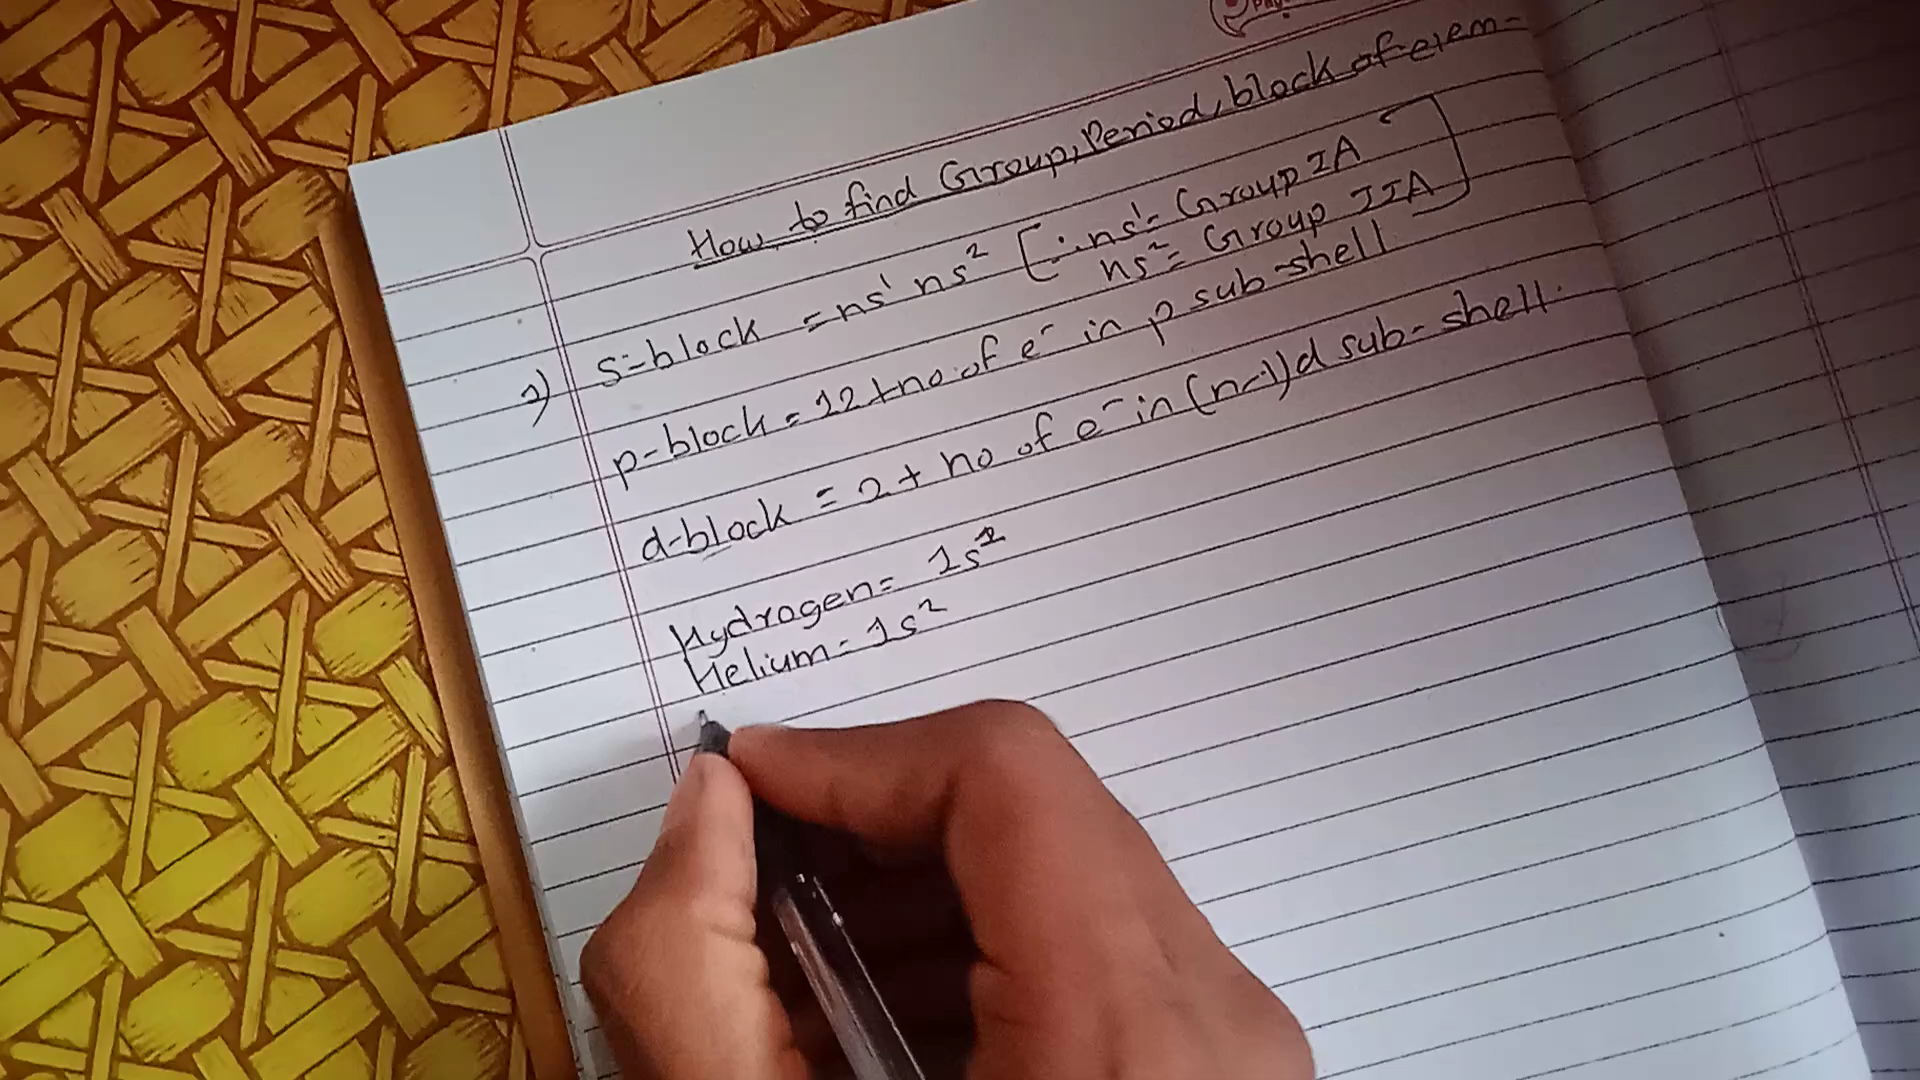 How to find Group, Period, block of elem-
1) s-block = ns¹ ns² [∵ ns¹ = Group IA
ns² = Group IIA]
p-block = 12 + no of e⁻ in p sub-shell
d-block = 2 + no of e⁻ in (n-1)d sub-shell.
Hydrogen = 1s¹
Helium = 1s²